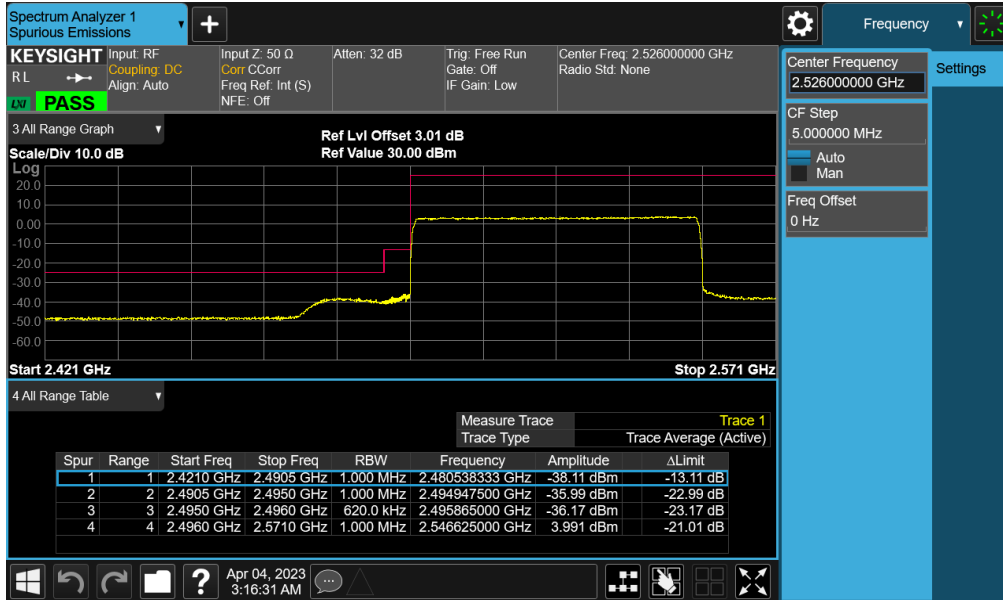 Spectrum Analyzer 1
Spurious Emissions
Frequency
KEYSIGHT Input: RF Input Z: 50 Ω Atten: 32 dB Trig: Free Run Center Freq: 2.526000000 GHz
R L Coupling: DC Corr CCorr Gate: Off Radio Std: None
Align: Auto Freq Ref: Int (S) IF Gain: Low
LXI PASS NFE: Off
Center Frequency
2.526000000 GHz
Settings
CF Step
5.000000 MHz
Auto
Man
Freq Offset
0 Hz
3 All Range Graph
Ref Lvl Offset 3.01 dB
Scale/Div 10.0 dB Ref Value 30.00 dBm
Log
20.0
10.0
0.00
-10.0
-20.0
-30.0
-40.0
-50.0
-60.0
Start 2.421 GHz Stop 2.571 GHz
4 All Range Table
Measure Trace Trace 1
Trace Type Trace Average (Active)
Spur Range Start Freq Stop Freq RBW Frequency Amplitude ΔLimit
1 1 2.4210 GHz 2.4905 GHz 1.000 MHz 2.480538333 GHz -38.11 dBm -13.11 dB
2 2 2.4905 GHz 2.4950 GHz 1.000 MHz 2.494947500 GHz -35.99 dBm -22.99 dB
3 3 2.4950 GHz 2.4960 GHz 620.0 kHz 2.495865000 GHz -36.17 dBm -23.17 dB
4 4 2.4960 GHz 2.5710 GHz 1.000 MHz 2.546625000 GHz 3.991 dBm -21.01 dB
? Apr 04, 2023
3:16:31 AM